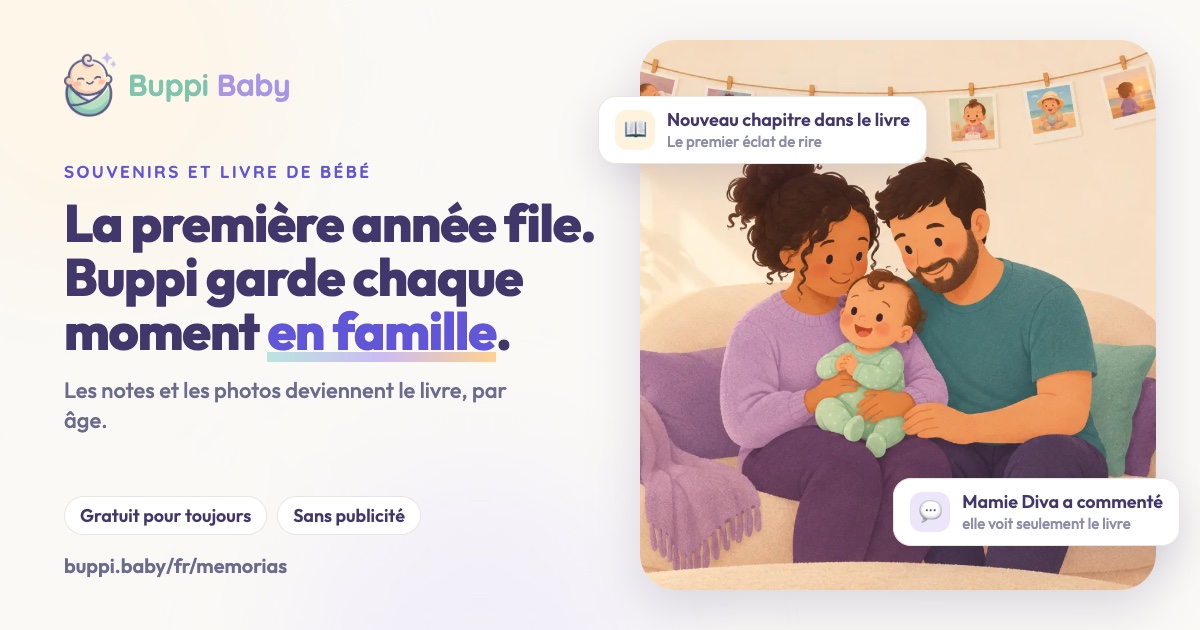 Buppi Baby
SOUVENIRS ET LIVRE DE BÉBÉ
La première année file.
Buppi garde chaque
moment en famille.
Les notes et les photos deviennent le livre, par
âge.
Gratuit pour toujours
Sans publicité
buppi.baby/fr/memorias
Nouveau chapitre dans le livre
Le premier éclat de rire
Mamie Diva a commenté
elle voit seulement le livre